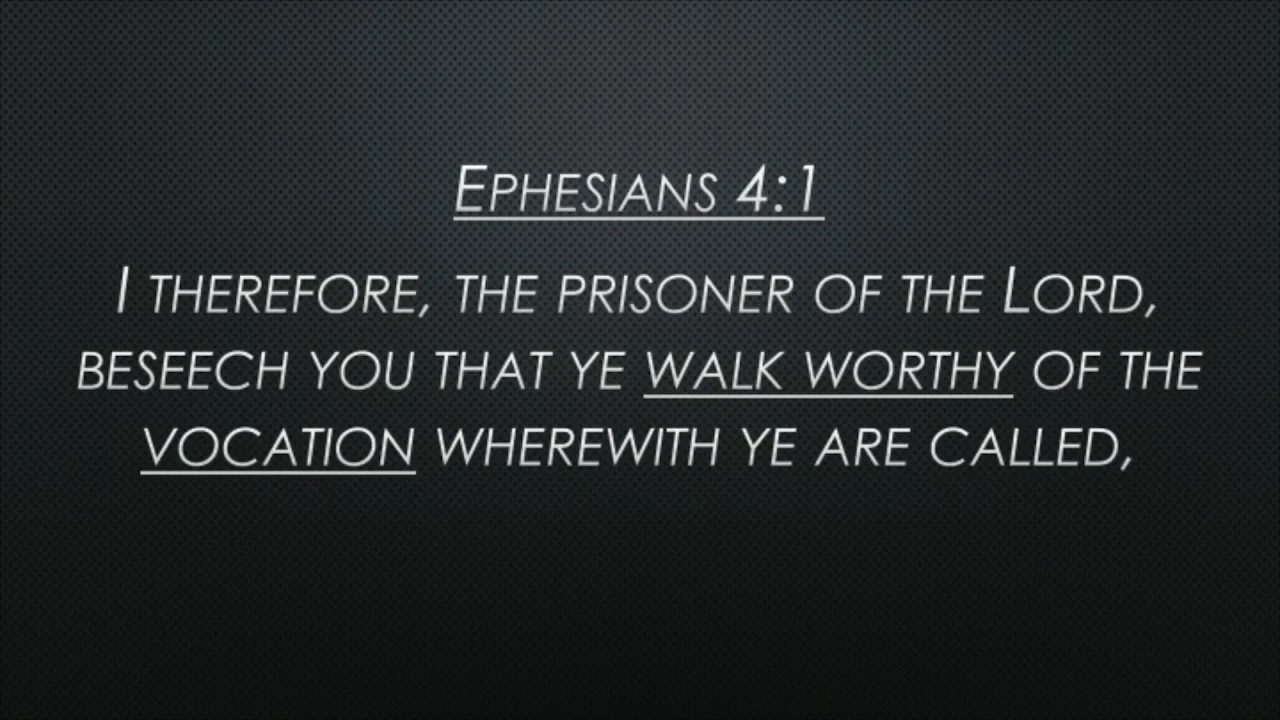 Ephesians 4:1
I therefore, the prisoner of the Lord,
beseech you that ye walk worthy of the
vocation wherewith ye are called,